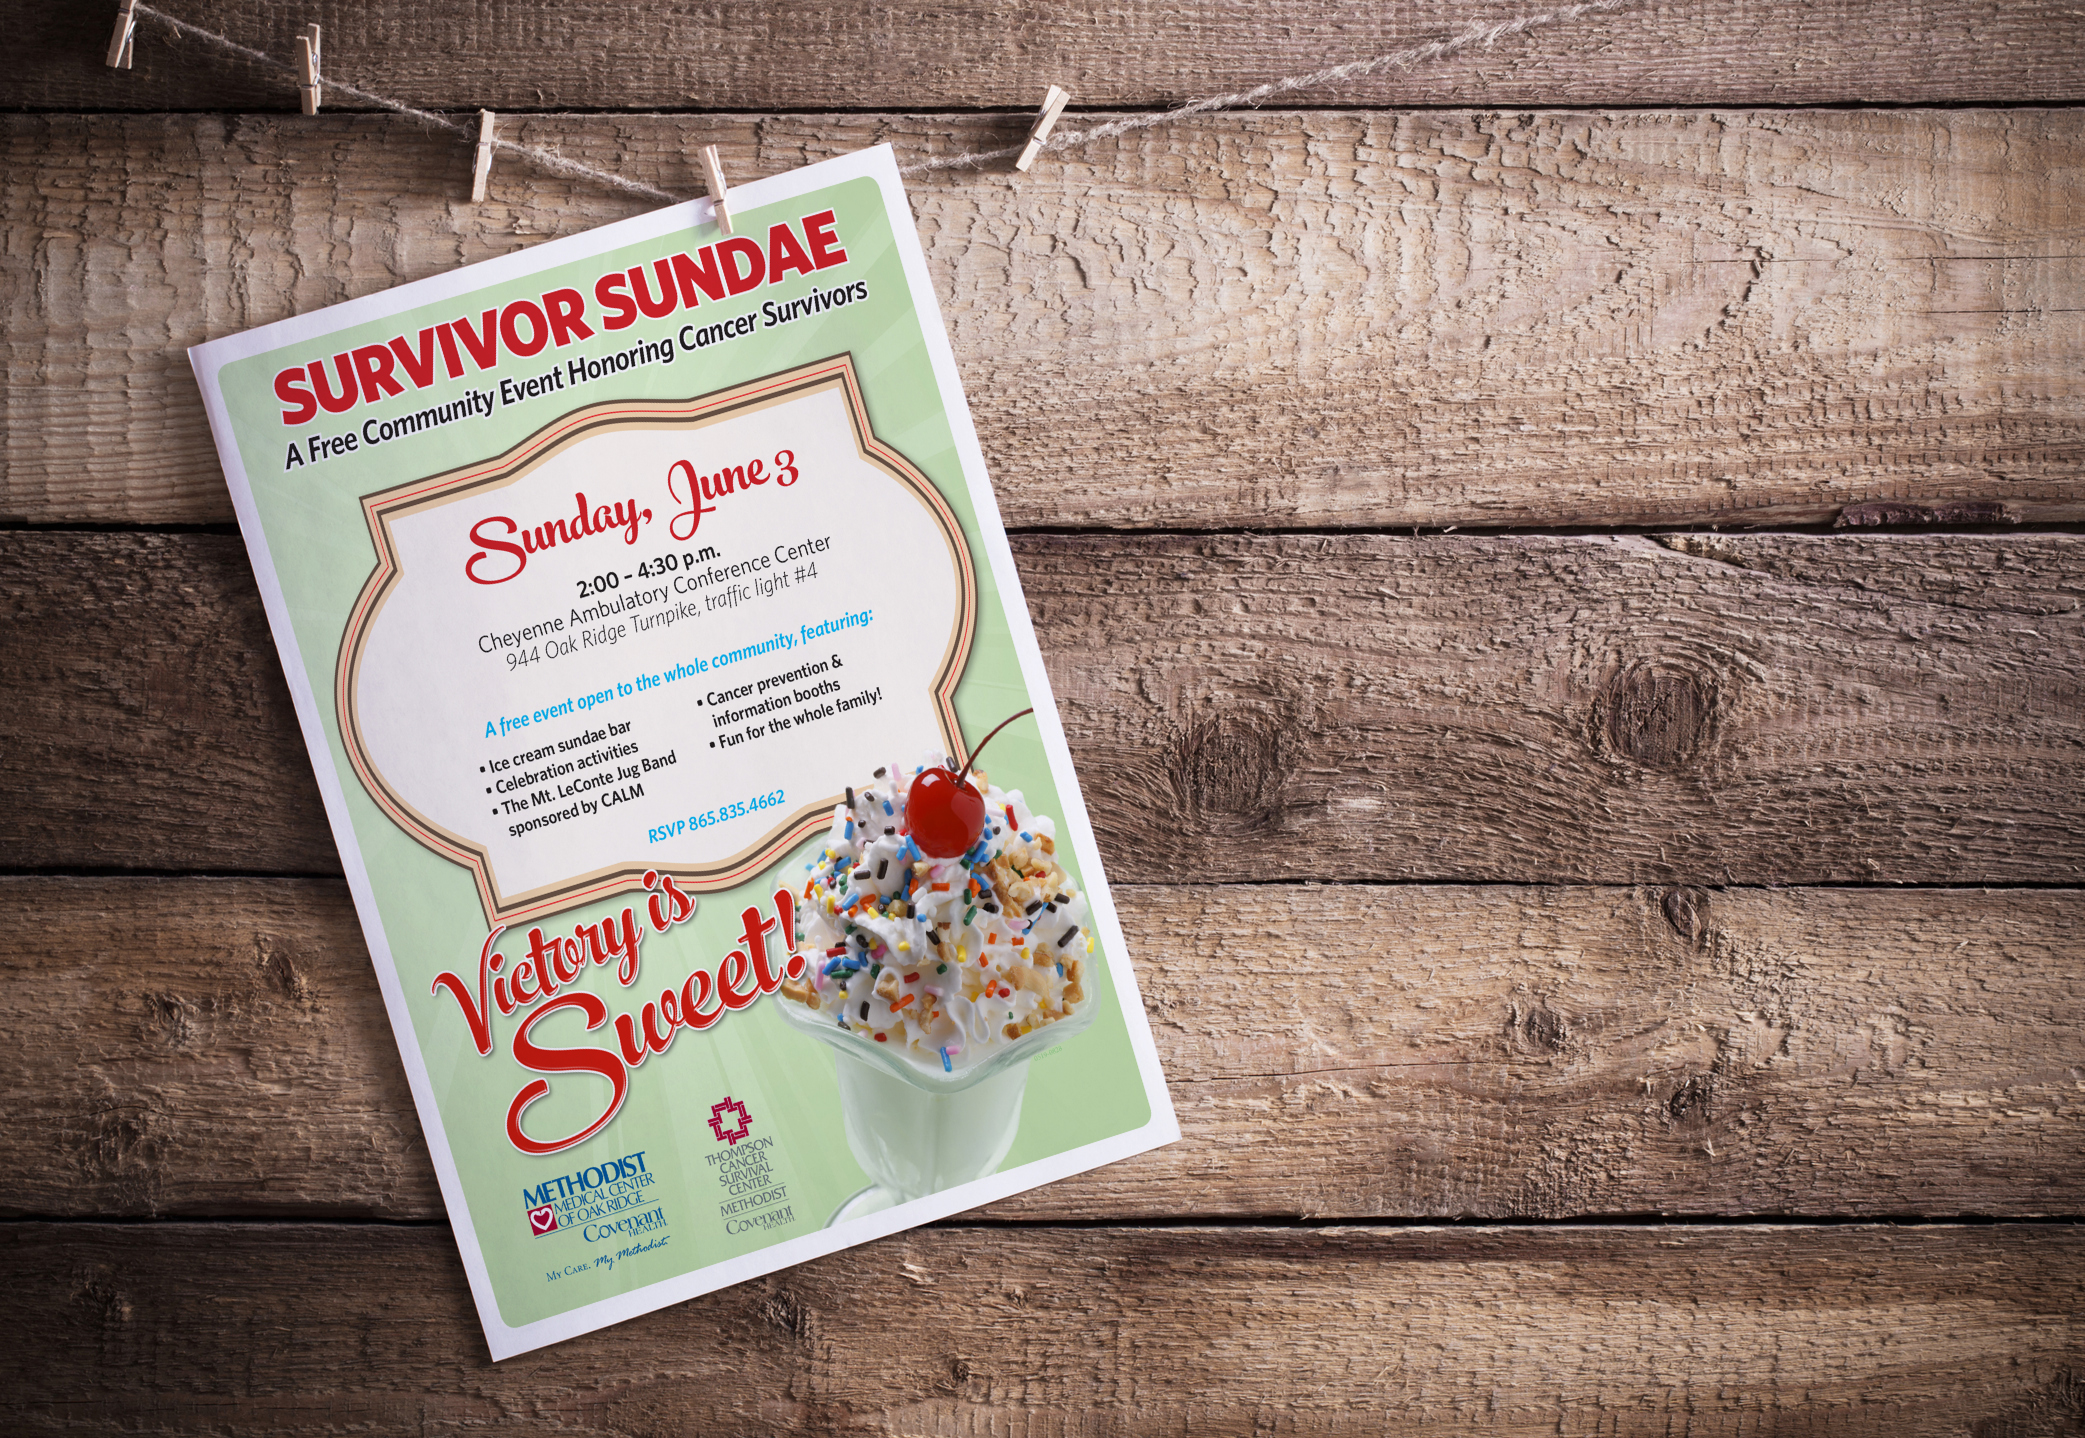 SURVIVOR SUNDAE
A Free Community Event Honoring Cancer Survivors
Sunday, June 3
2:00 – 4:30 p.m.
Cheyenne Ambulatory Conference Center
944 Oak Ridge Turnpike, traffic light #4
A free event open to the whole community, featuring:
• Ice cream sundae bar
• Celebration activities
• The Mt. LeConte Jug Band
sponsored by CALM
• Cancer prevention &
information booths
• Fun for the whole family!
RSVP 865.835.4662
Victory is
Sweet!
METHODIST
MEDICAL CENTER
OF OAK RIDGE
Covenant
HEALTH.
My Care. My Methodist.
THOMPSON
CANCER
SURVIVAL
CENTER
METHODIST
Covenant
HEALTH.